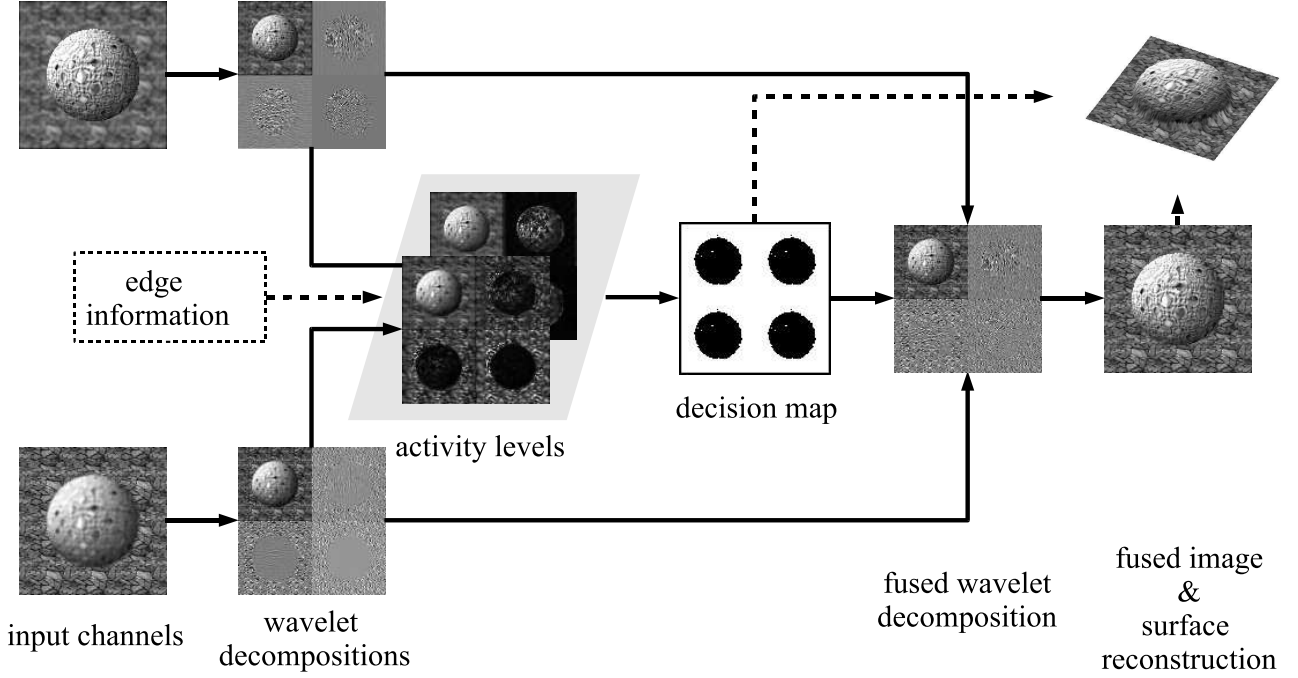 edge
information
activity levels
decision map
input channels
wavelet
decompositions
fused wavelet
decomposition
fused image
&
surface
reconstruction